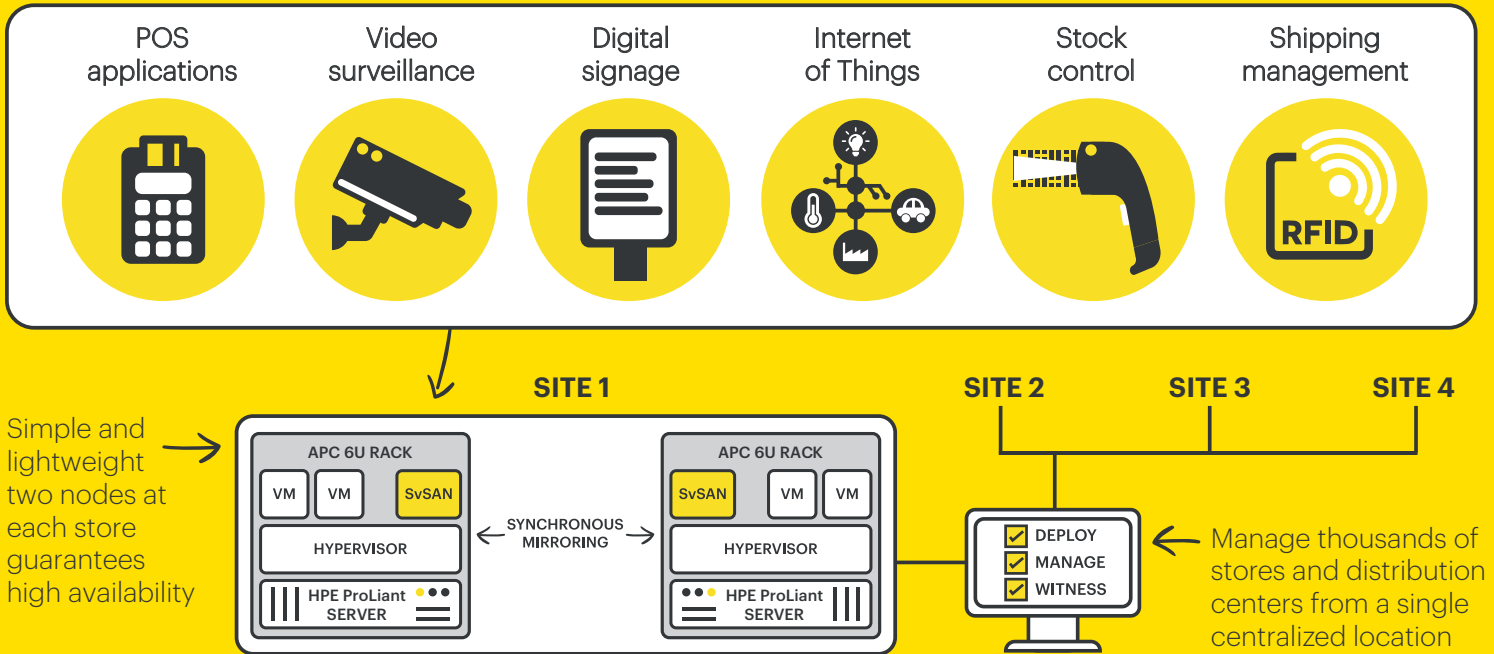 POS
applications
Video
surveillance
Digital
signage
Internet
of Things
Stock
control
Shipping
management
RFID
SITE 1
SITE 2
SITE 3
SITE 4
Simple and
lightweight
two nodes at
each store
guarantees
high availability
APC 6U RACK
VM
VM
SvSAN
HYPERVISOR
HPE ProLiant
SERVER
SYNCHRONOUS
MIRRORING
APC 6U RACK
SvSAN
VM
VM
HYPERVISOR
HPE ProLiant
SERVER
DEPLOY
MANAGE
WITNESS
Manage thousands of
stores and distribution
centers from a single
centralized location